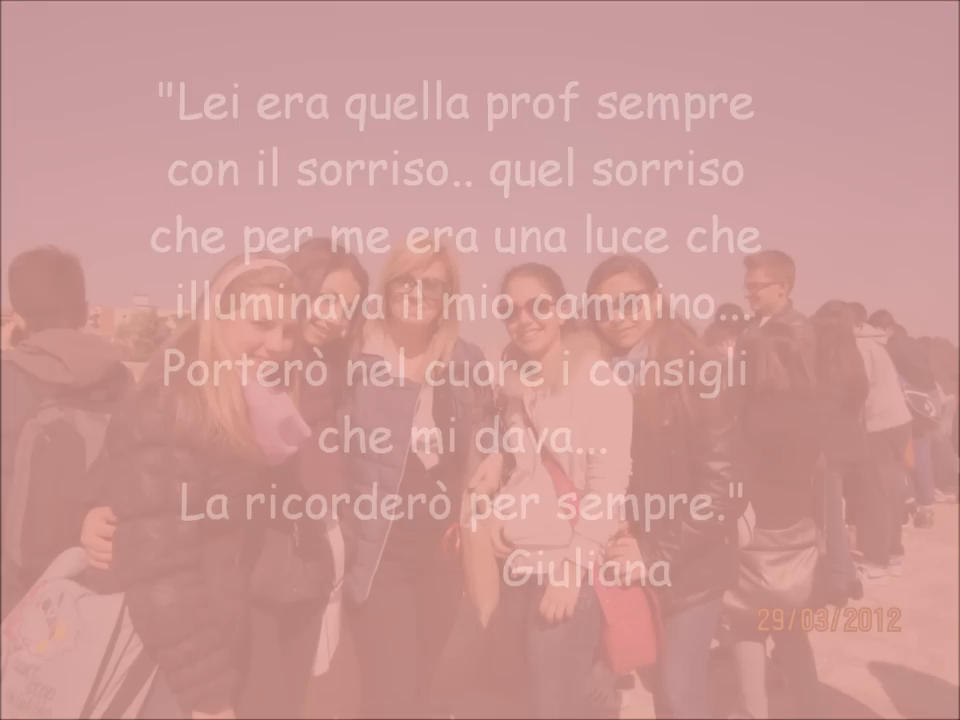 "Lei era quella prof sempre
con il sorriso.. quel sorriso
che per me era una luce che
illuminava il mio cammino...
Porterò nel cuore i consigli
che mi dava...
La ricorderò per sempre."
Giuliana
29/03/2012